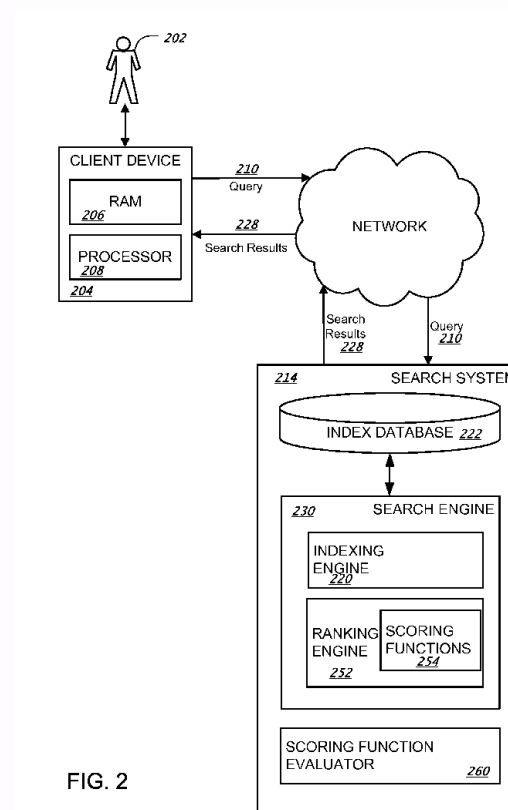 202
CLIENT DEVICE
RAM
206
PROCESSOR
208
204
210
Query
228
Search Results
NETWORK
Search
Results
228
Query
210
214
SEARCH SYSTEM
INDEX DATABASE 222
230
SEARCH ENGINE
INDEXING
ENGINE
220
RANKING
ENGINE
252
SCORING
FUNCTIONS
254
SCORING FUNCTION
EVALUATOR
260
FIG. 2